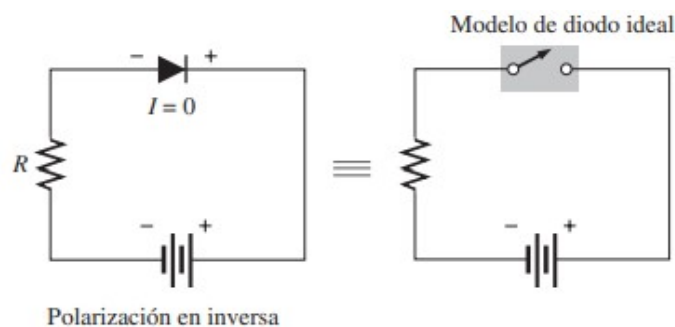 Modelo de diodo ideal
− +
I = 0
R
− +
− +
Polarización en inversa